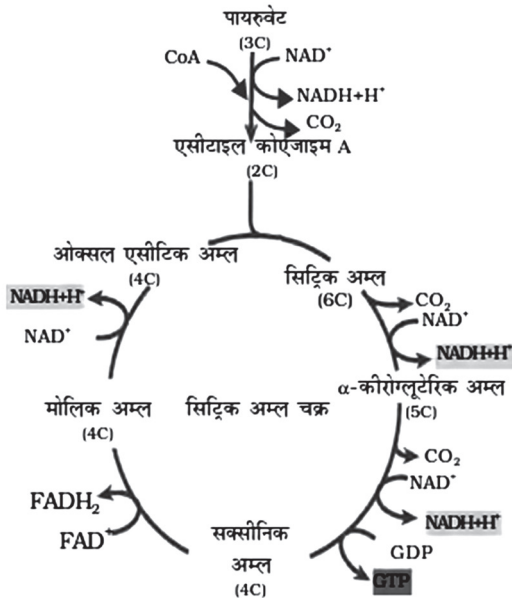 पायरुवेट
(3C)
CoA
NAD⁺
NADH+H⁺
CO₂
एसीटाइल कोएंजाइम A
(2C)
ओक्सल एसीटिक अम्ल
(4C)
सिट्रिक अम्ल
(6C)
NADH+H⁺
NAD⁺
CO₂
NAD⁺
NADH+H⁺
मोलिक अम्ल
(4C)
सिट्रिक अम्ल चक्र
α-कीरोग्लूटेरिक अम्ल
(5C)
CO₂
NAD⁺
NADH+H⁺
FADH₂
FAD⁺
सक्सीनिक
अम्ल
(4C)
GDP
GTP